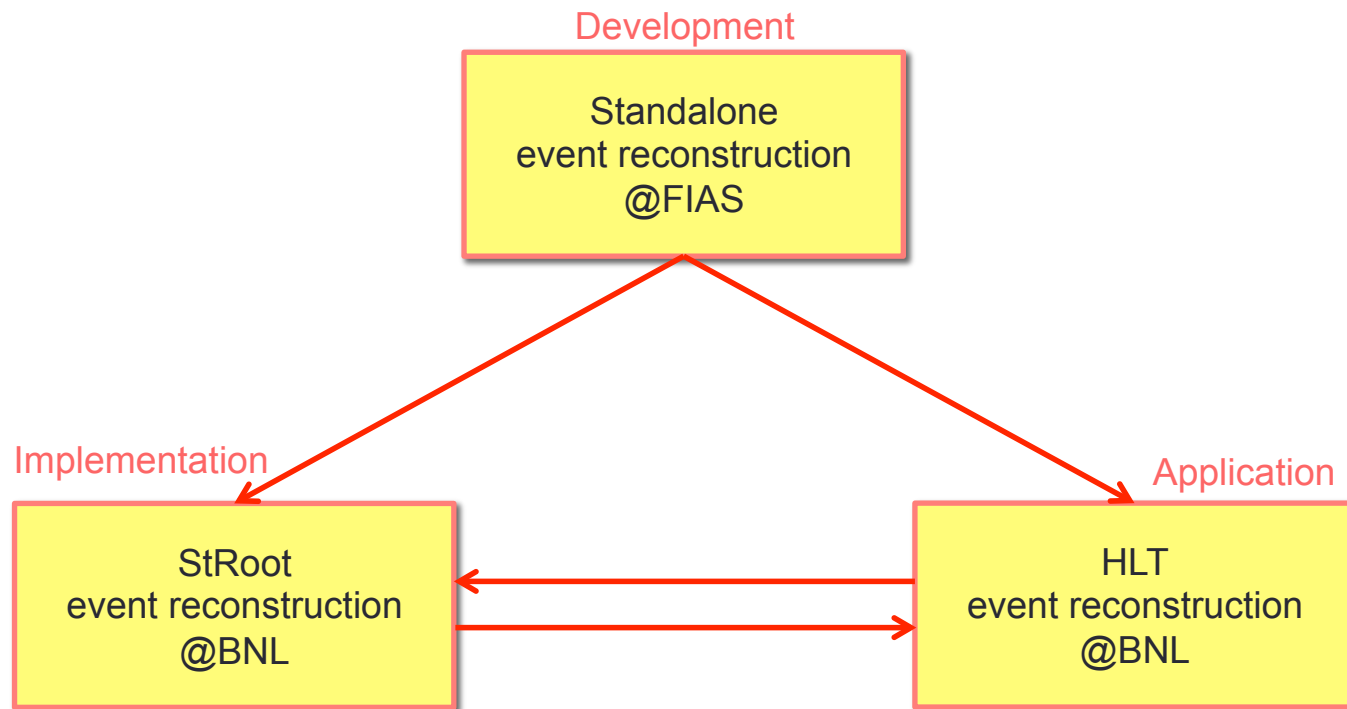 Development
Standalone
event reconstruction
@FIAS
Implementation
StRoot
event reconstruction
@BNL
Application
HLT
event reconstruction
@BNL